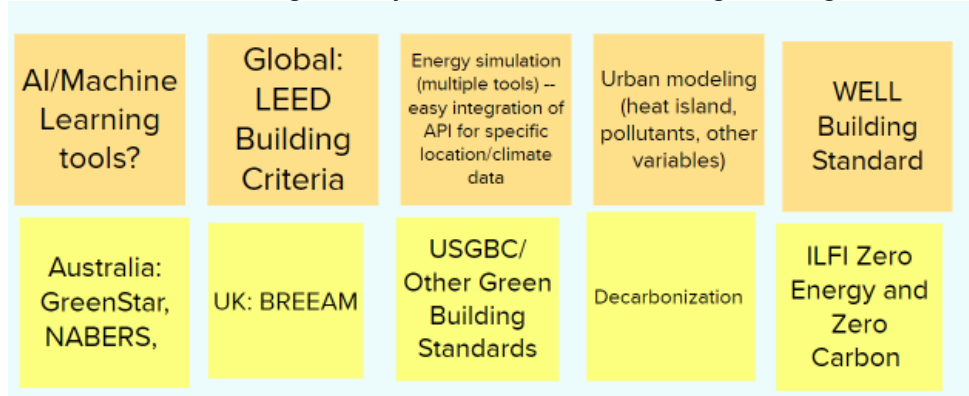 AI/Machine
Learning
tools?
Global:
LEED
Building
Criteria
Energy simulation
(multiple tools) --
easy integration of
API for specific
location/climate
data
Urban modeling
(heat island,
pollutants, other
variables)
WELL
Building
Standard
Australia:
GreenStar,
NABERS,
UK: BREEAM
USGBC/
Other Green
Building
Standards
Decarbonization
ILFI Zero
Energy and
Zero
Carbon